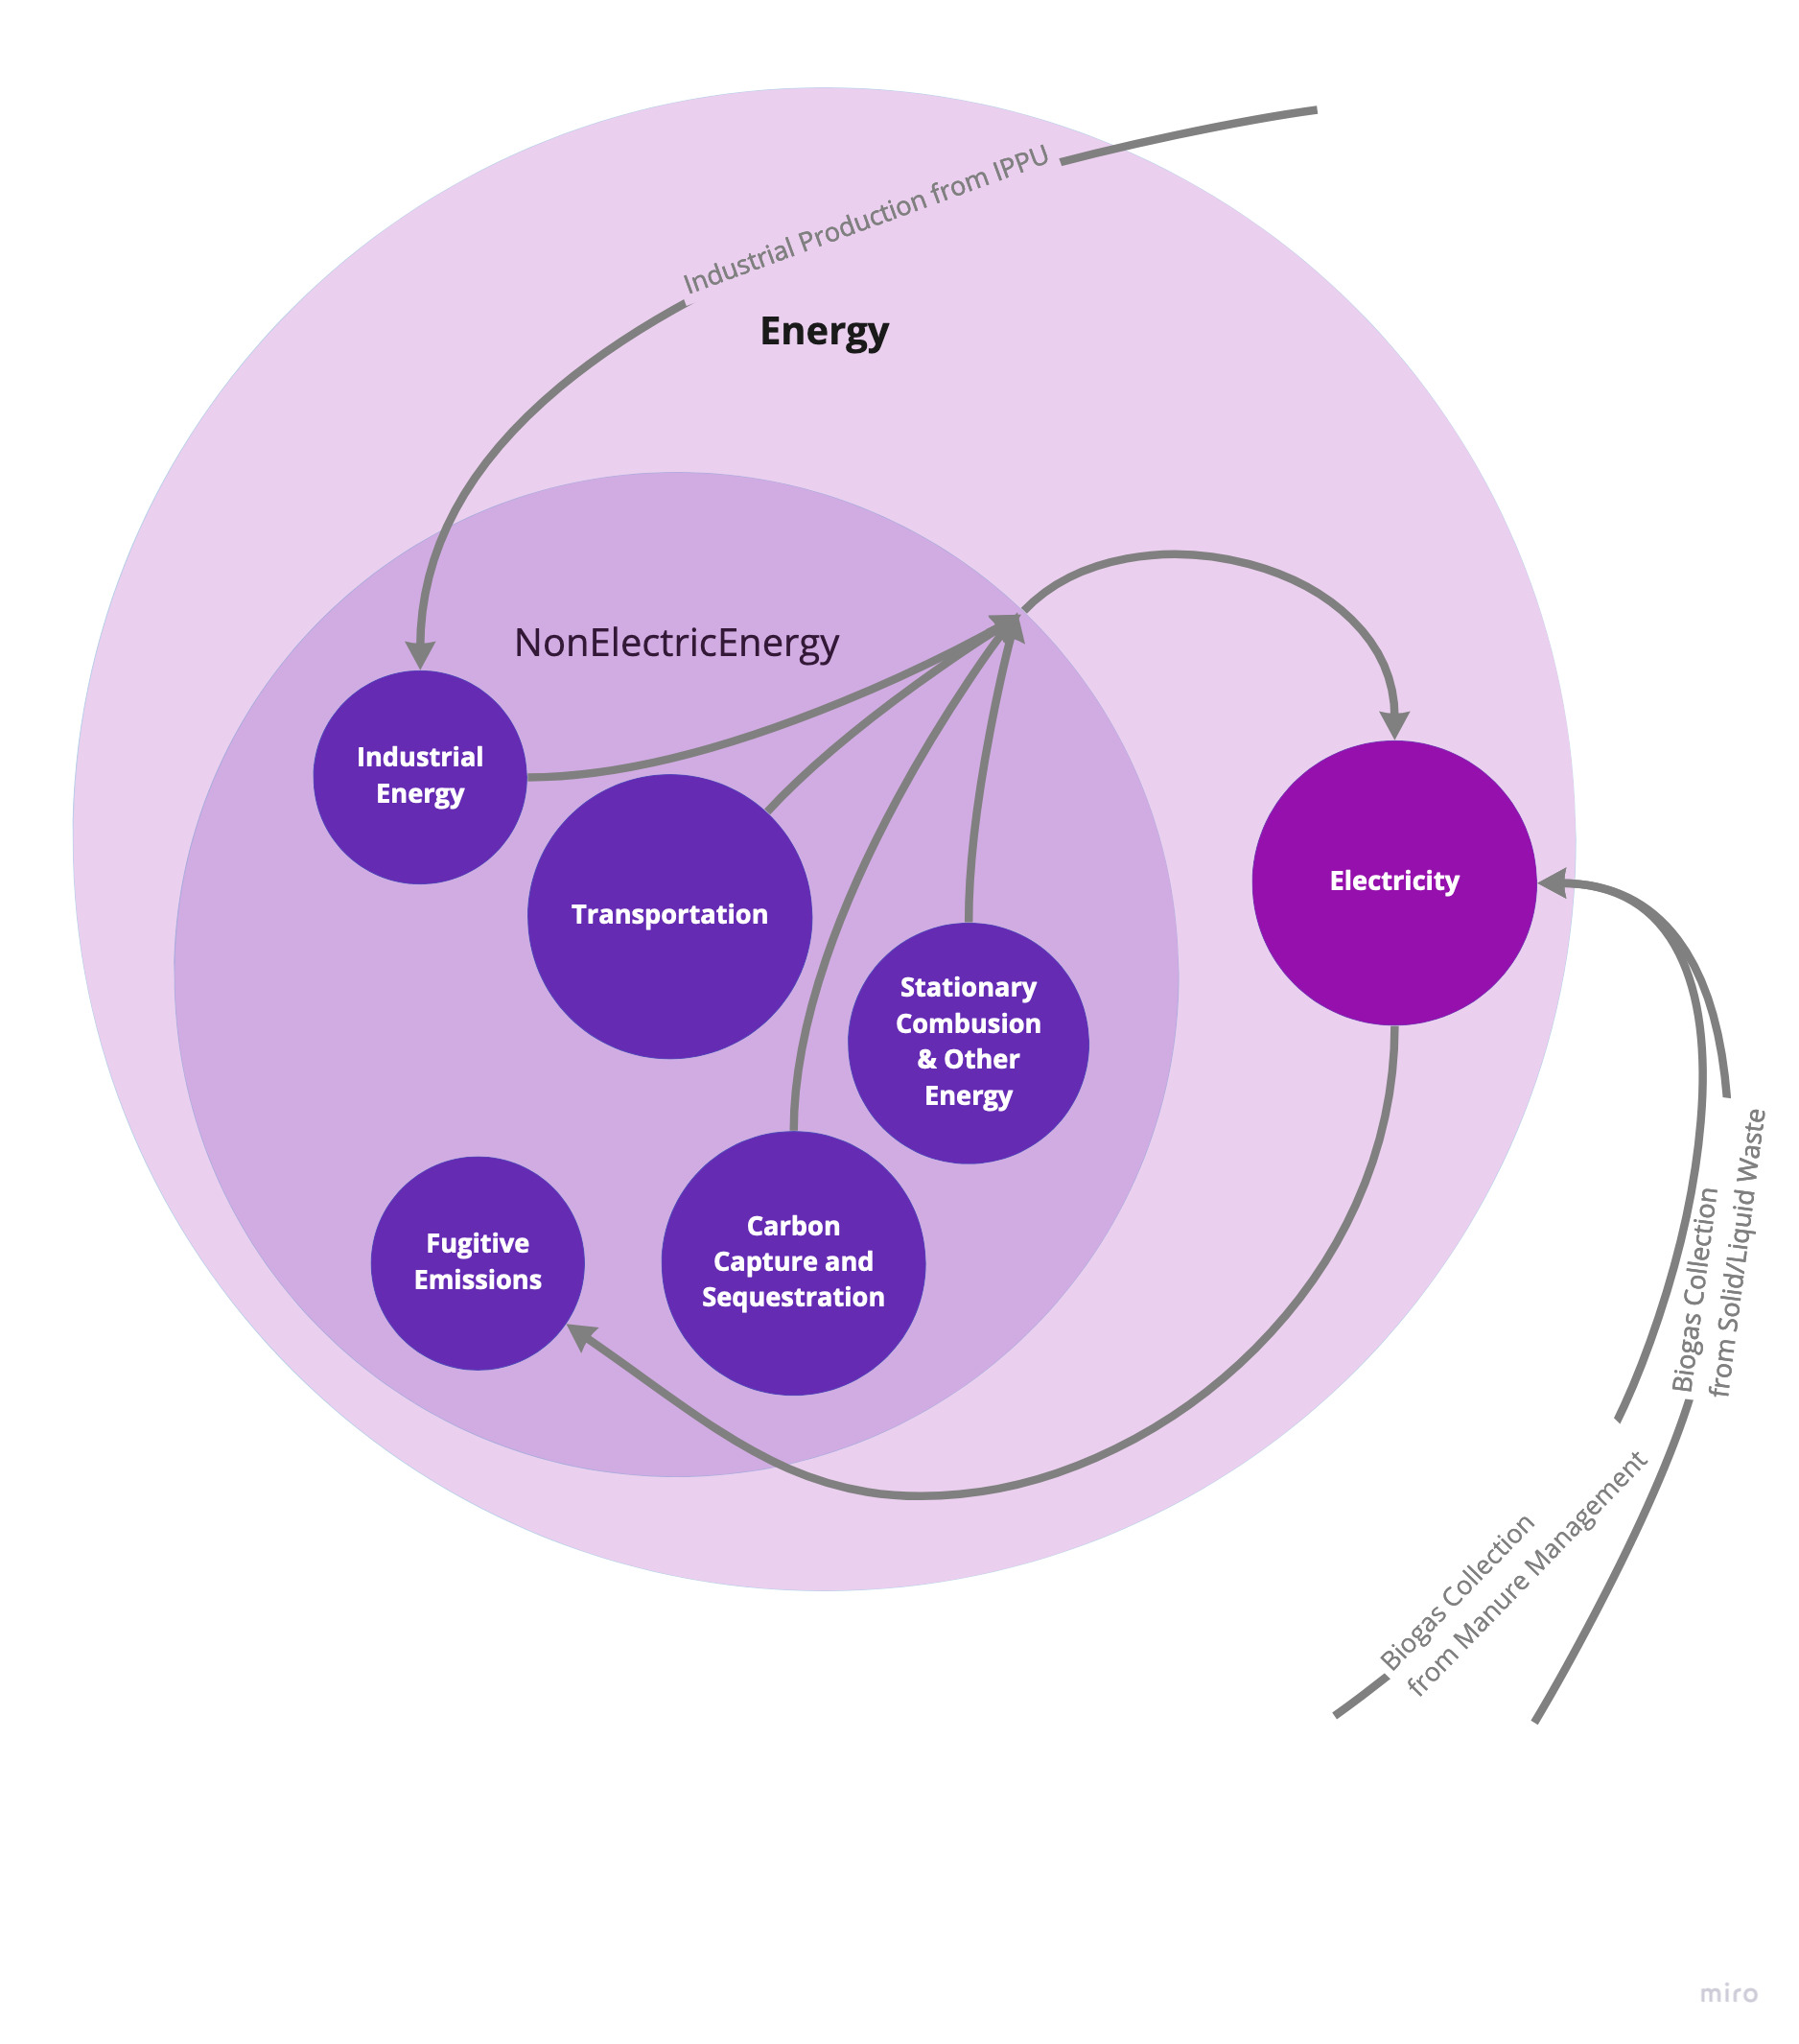 Industrial Production from IPPU
Energy
NonElectricEnergy
Industrial
Energy
Transportation
Electricity
Stationary
Combusion
& Other
Energy
Fugitive
Emissions
Carbon
Capture and
Sequestration
Biogas Collection
from Solid/Liquid Waste
Biogas Collection
from Manure Management
miro